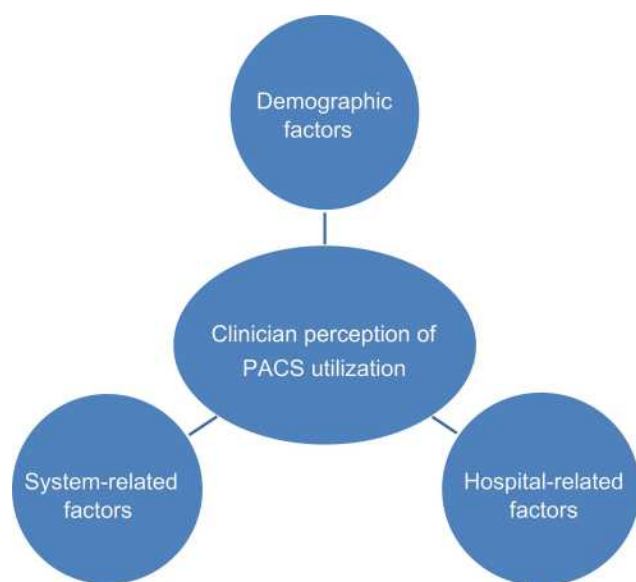 Demographic
factors
Clinician perception of
PACS utilization
System-related
factors
Hospital-related
factors